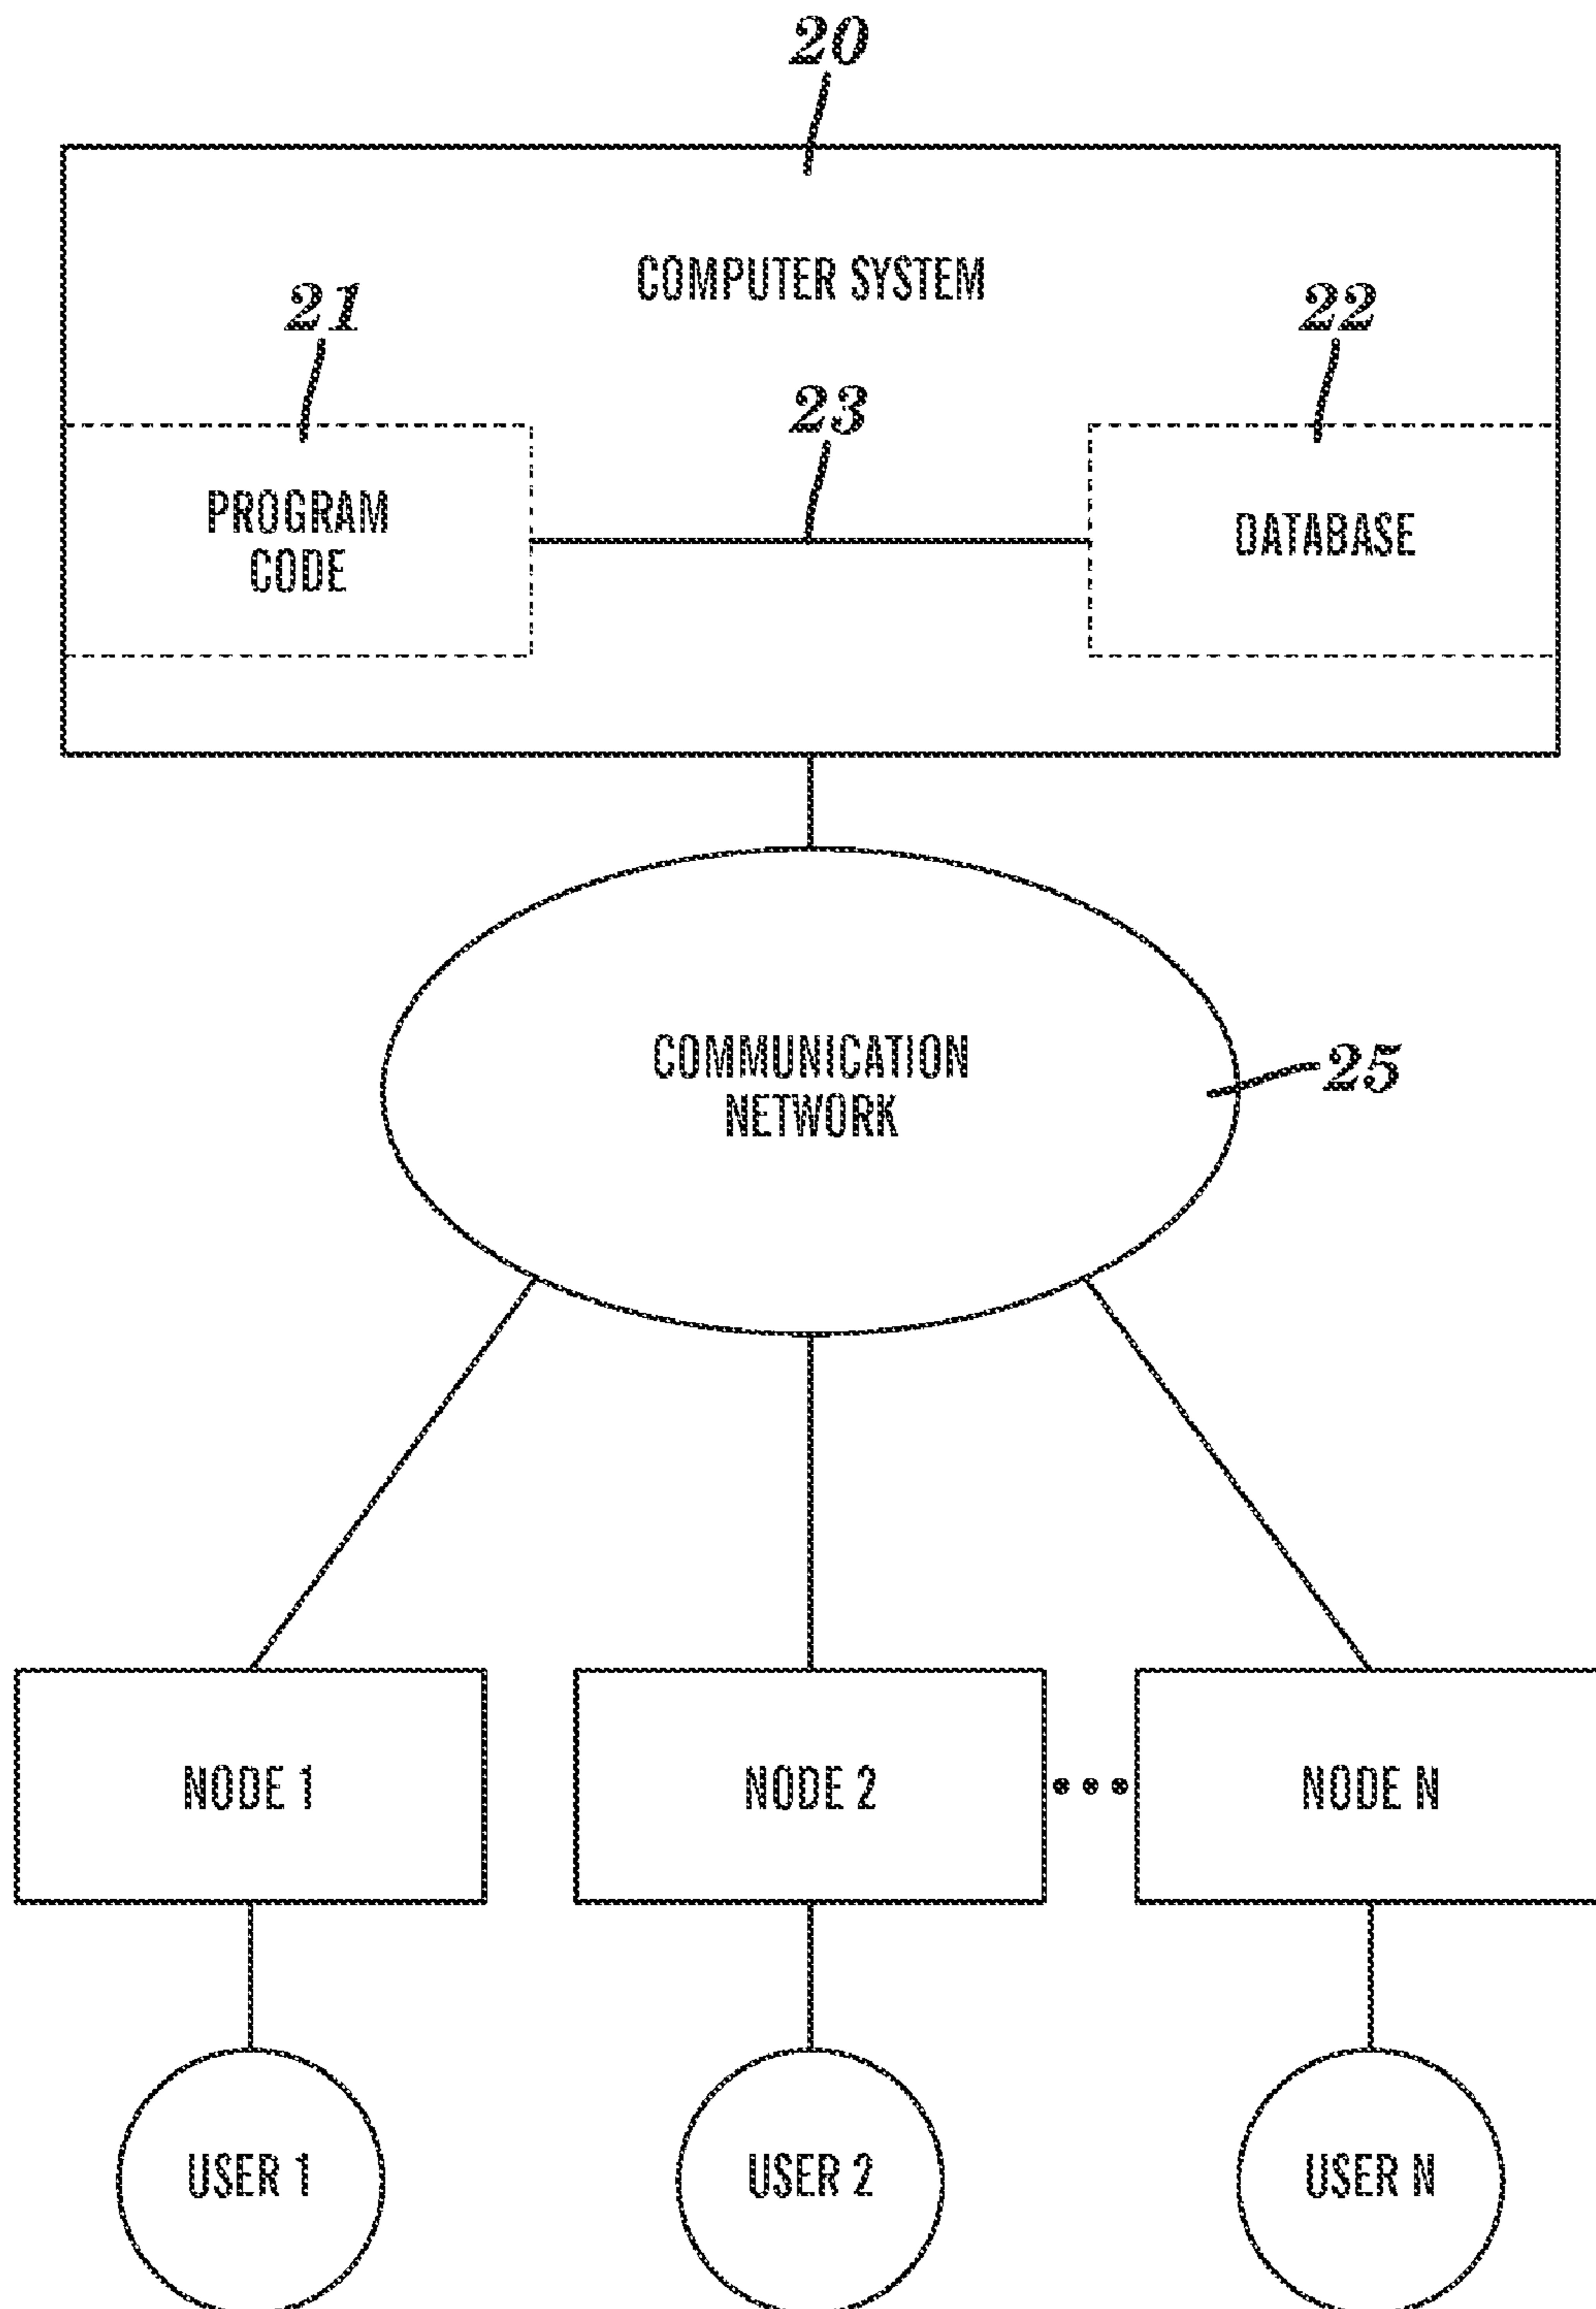 20
COMPUTER SYSTEM
21
22
23
PROGRAM
CODE
DATABASE
COMMUNICATION
NETWORK
25
NODE 1
NODE 2
NODE N
USER 1
USER 2
USER N